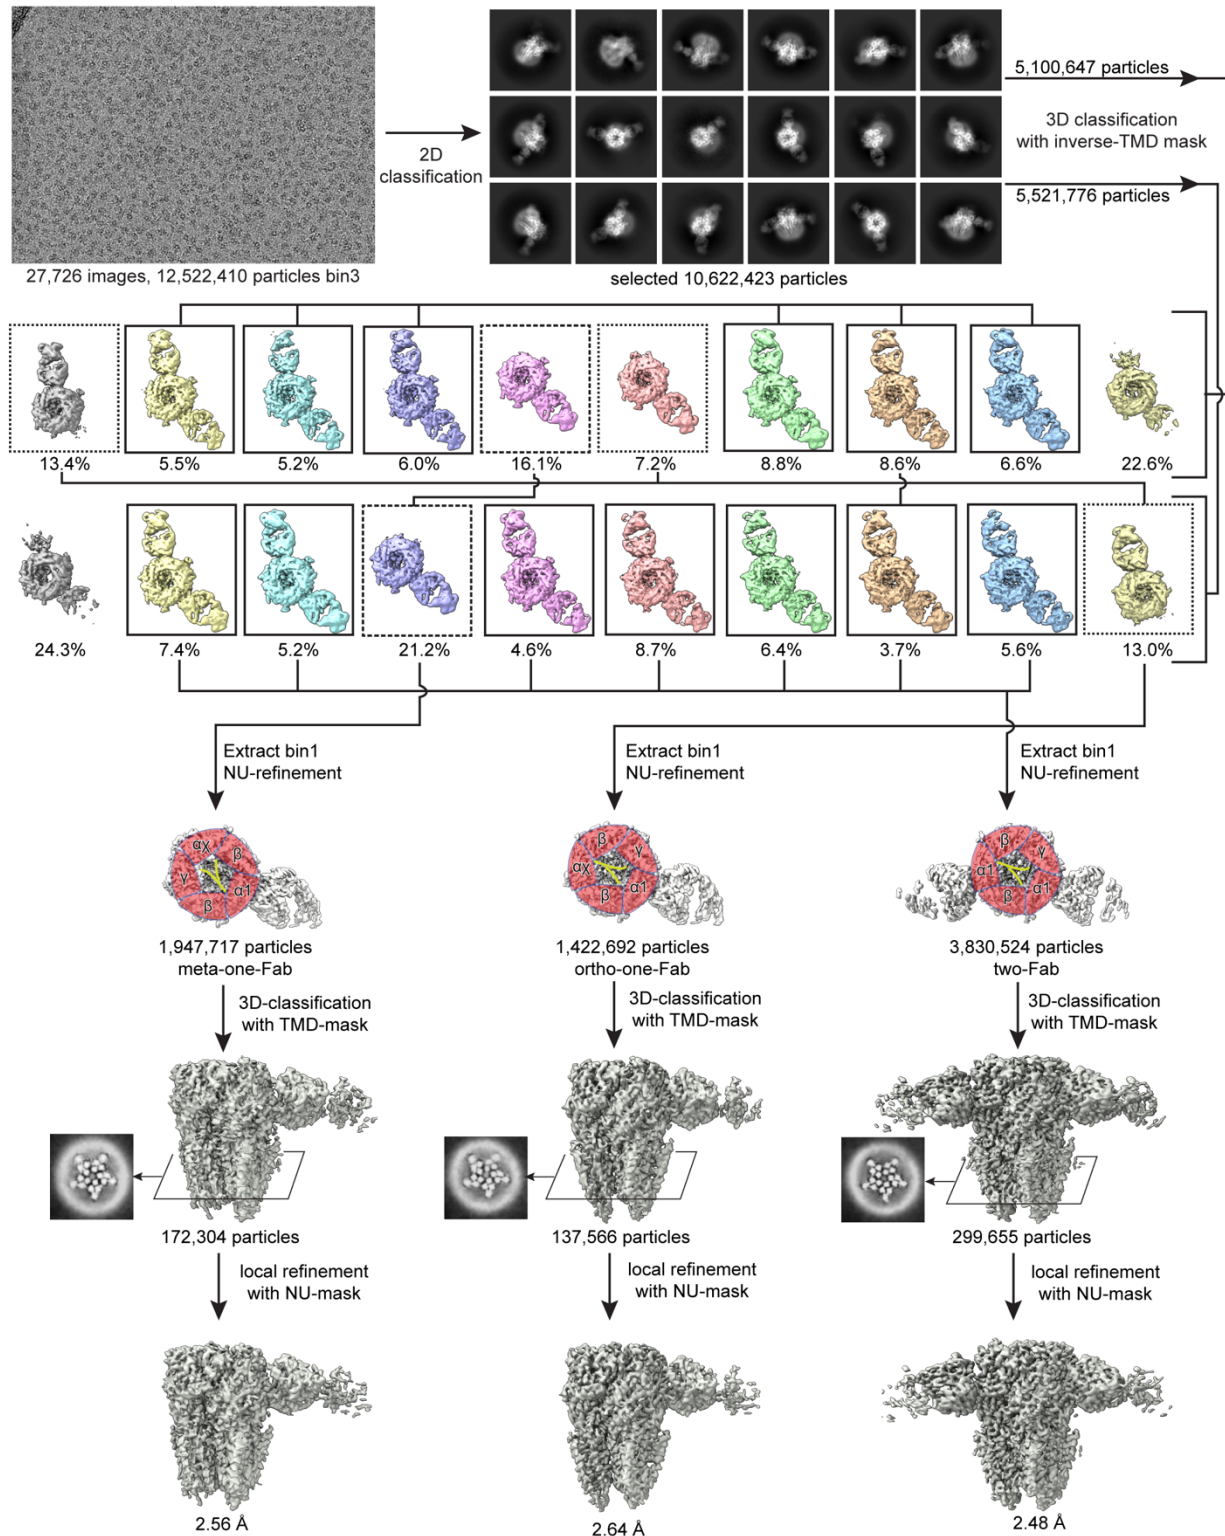 5,100,647 particles
2D
classification
3D classification
with inverse-TMD mask
5,521,776 particles
27,726 images, 12,522,410 particles bin3
selected 10,622,423 particles
13.4%
5.5%
5.2%
6.0%
16.1%
7.2%
8.8%
8.6%
6.6%
22.6%
24.3%
7.4%
5.2%
21.2%
4.6%
8.7%
6.4%
3.7%
5.6%
13.0%
Extract bin1
NU-refinement
Extract bin1
NU-refinement
Extract bin1
NU-refinement
αχ
β
γ
α1
β
β
γ
αχ
α1
β
β
γ
α1
α1
β
1,947,717 particles
meta-one-Fab
1,422,692 particles
ortho-one-Fab
3,830,524 particles
two-Fab
3D-classification
with TMD-mask
3D-classification
with TMD-mask
3D-classification
with TMD-mask
172,304 particles
137,566 particles
299,655 particles
local refinement
with NU-mask
local refinement
with NU-mask
local refinement
with NU-mask
2.56 Å
2.64 Å
2.48 Å